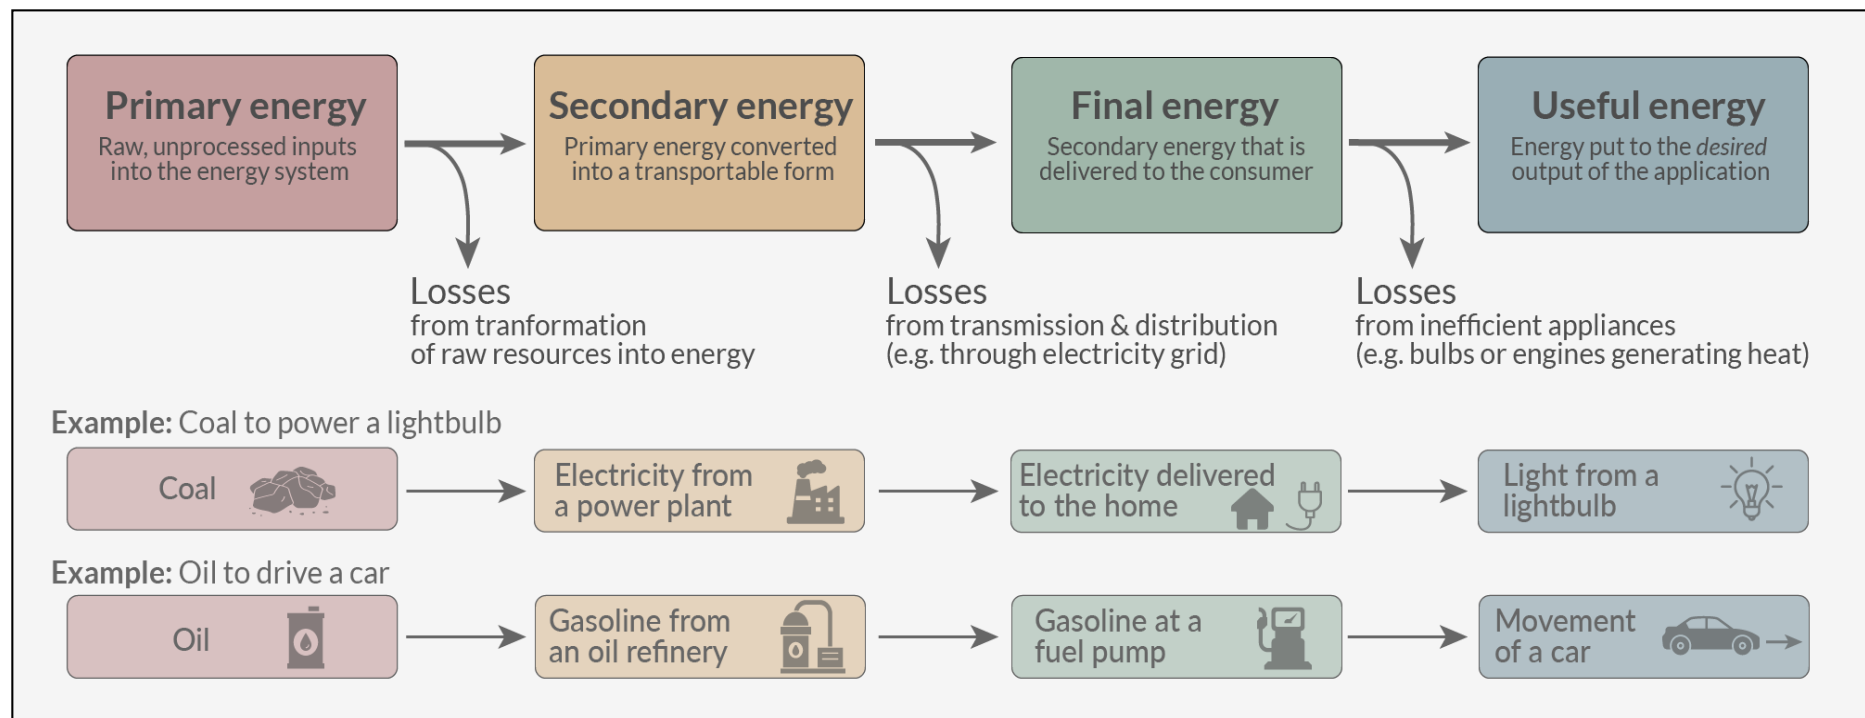 Primary energy
Raw, unprocessed inputs
into the energy system
Secondary energy
Primary energy converted
into a transportable form
Final energy
Secondary energy that is
delivered to the consumer
Useful energy
Energy put to the desired
output of the application
Losses
from tranformation
of raw resources into energy
Losses
from transmission & distribution
(e.g. through electricity grid)
Losses
from inefficient appliances
(e.g. bulbs or engines generating heat)
Example: Coal to power a lightbulb
Coal
Electricity from
a power plant
Electricity delivered
to the home
Light from a
lightbulb
Example: Oil to drive a car
Oil
Gasoline from
an oil refinery
Gasoline at a
fuel pump
Movement
of a car